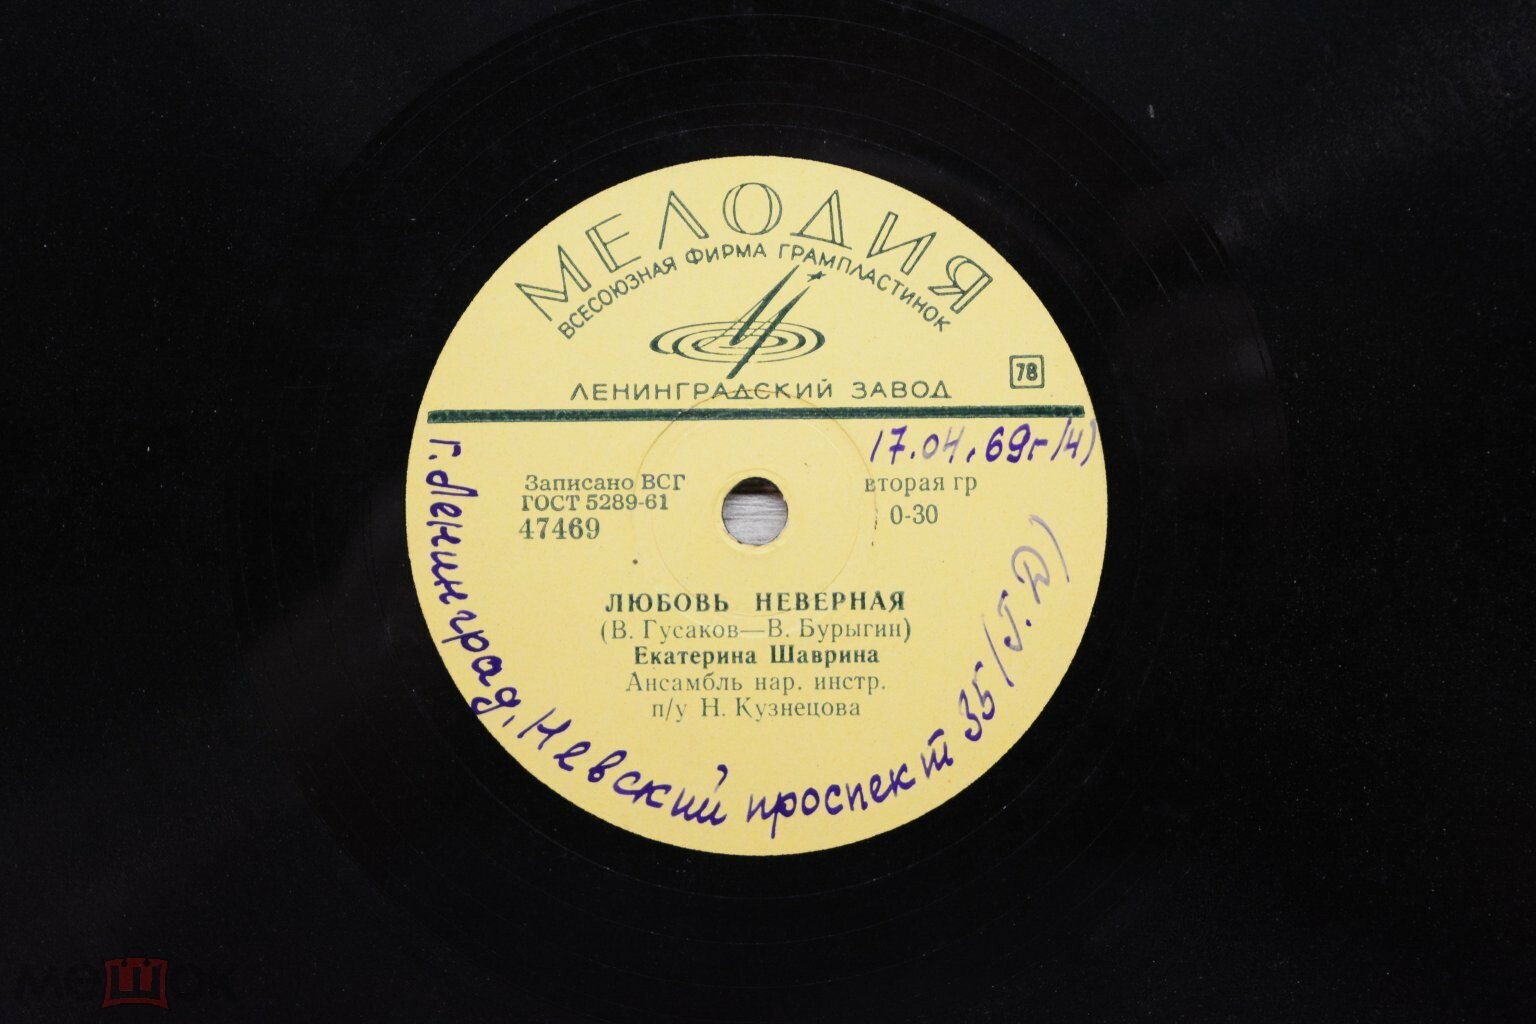 МЕЛОДИЯ
ВСЕСОЮЗНАЯ ФИРМА ГРАМПЛАСТИНОК
ЛЕНИНГРАДСКИЙ ЗАВОД
78
17.04.69г (ч)
Записано ВСГ
ГОСТ 5289-61
47469
вторая гр
0-30
ЛЮБОВЬ НЕВЕРНАЯ
(В. Гусаков—В. Бурыгин)
Екатерина Шаврина
Ансамбль нар. инстр.
п/у Н. Кузнецова
г. Ленинград, Невский проспект 35 (Г.Д)
мешок